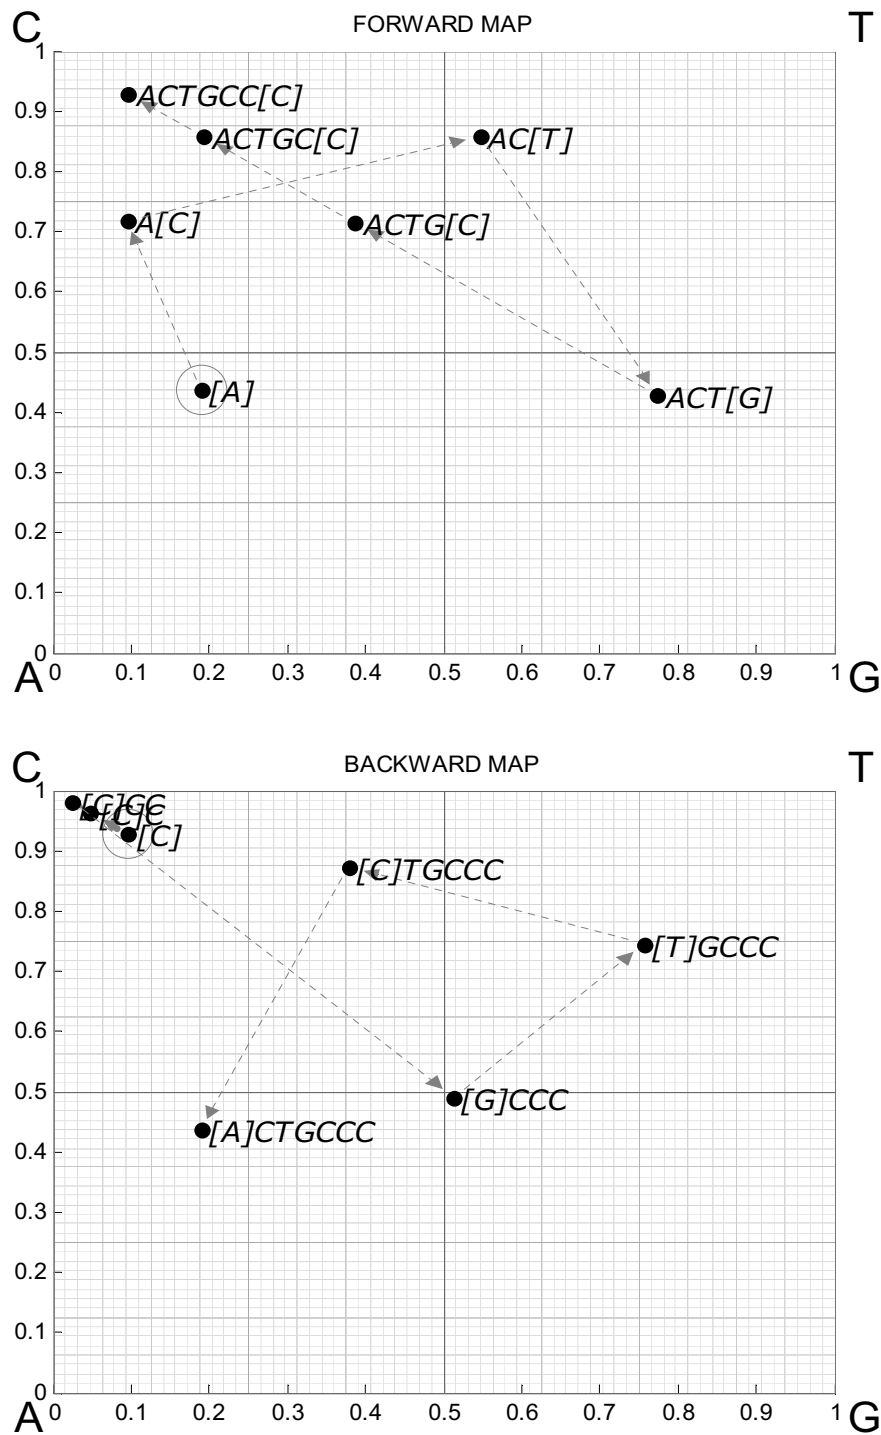 FORWARD MAP
C
T
1
ACTGCC[C]
0.9
ACTGC[C]
AC[T]
0.8
A[C]
ACTG[C]
0.7
0.6
0.5
[A]
ACT[G]
0.4
0.3
0.2
0.1
0
A
0 0.1 0.2 0.3 0.4 0.5 0.6 0.7 0.8 0.9 1
G
BACKWARD MAP
C
T
1
[C]GC
[C]C
[C]
0.9
[C]TGCCC
0.8
[T]GCCC
0.7
0.6
0.5
[G]CCC
[A]CTGCCC
0.4
0.3
0.2
0.1
0
A
0 0.1 0.2 0.3 0.4 0.5 0.6 0.7 0.8 0.9 1
G